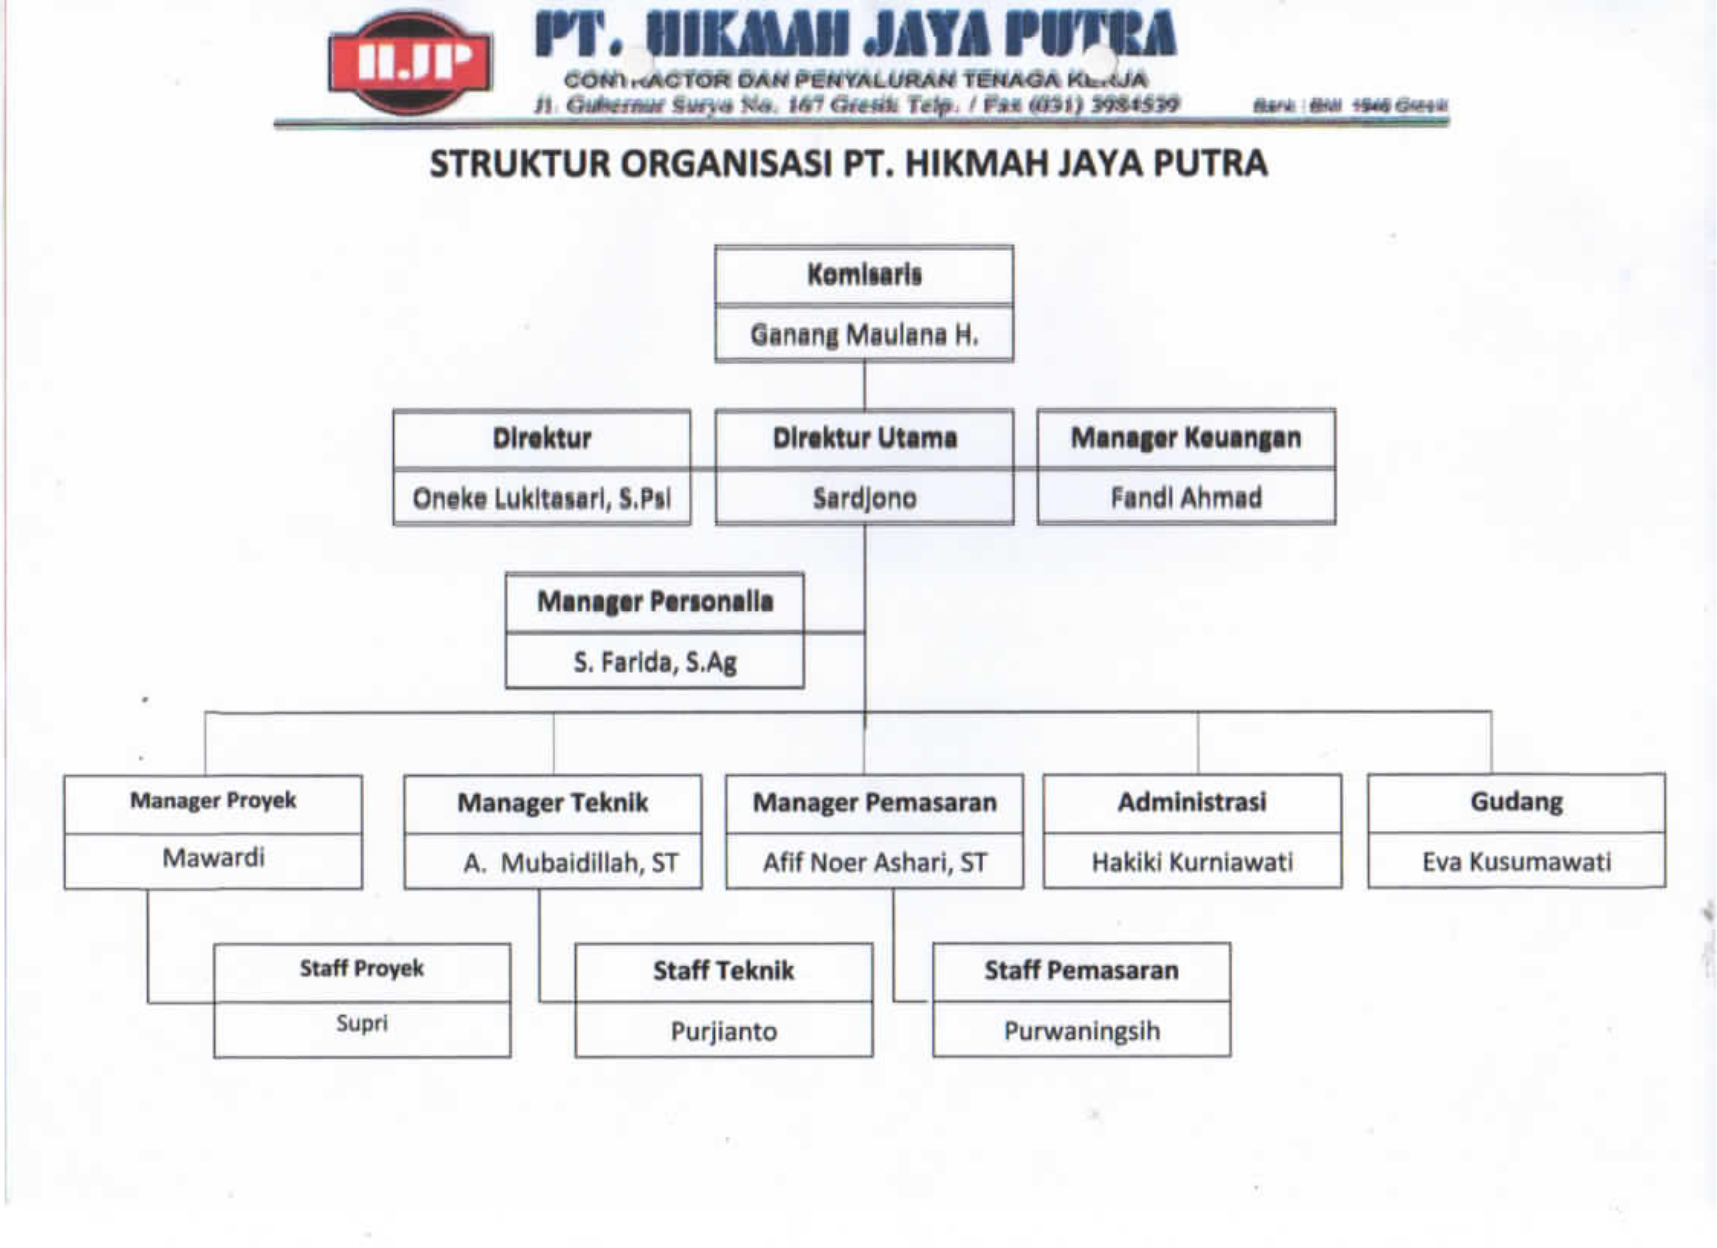 HJP
PT. HIKMAH JAYA PUTRA
CONTRACTOR DAN PENYALURAN TENAGA KERJA
Jl. Gubernur Suryo No. 167 Gresik Telp. / Fax (031) 3984539
Bank : BNI 1946 Gresik
STRUKTUR ORGANISASI PT. HIKMAH JAYA PUTRA
Komisaris
Ganang Maulana H.
Direktur
Oneke Lukitasari, S.Psi
Direktur Utama
Sardjono
Manager Keuangan
Fandi Ahmad
Manager Personalia
S. Farida, S.Ag
Manager Proyek
Mawardi
Manager Teknik
A. Mubaidillah, ST
Manager Pemasaran
Afif Noer Ashari, ST
Administrasi
Hakiki Kurniawati
Gudang
Eva Kusumawati
Staff Proyek
Supri
Staff Teknik
Purjianto
Staff Pemasaran
Purwaningsih